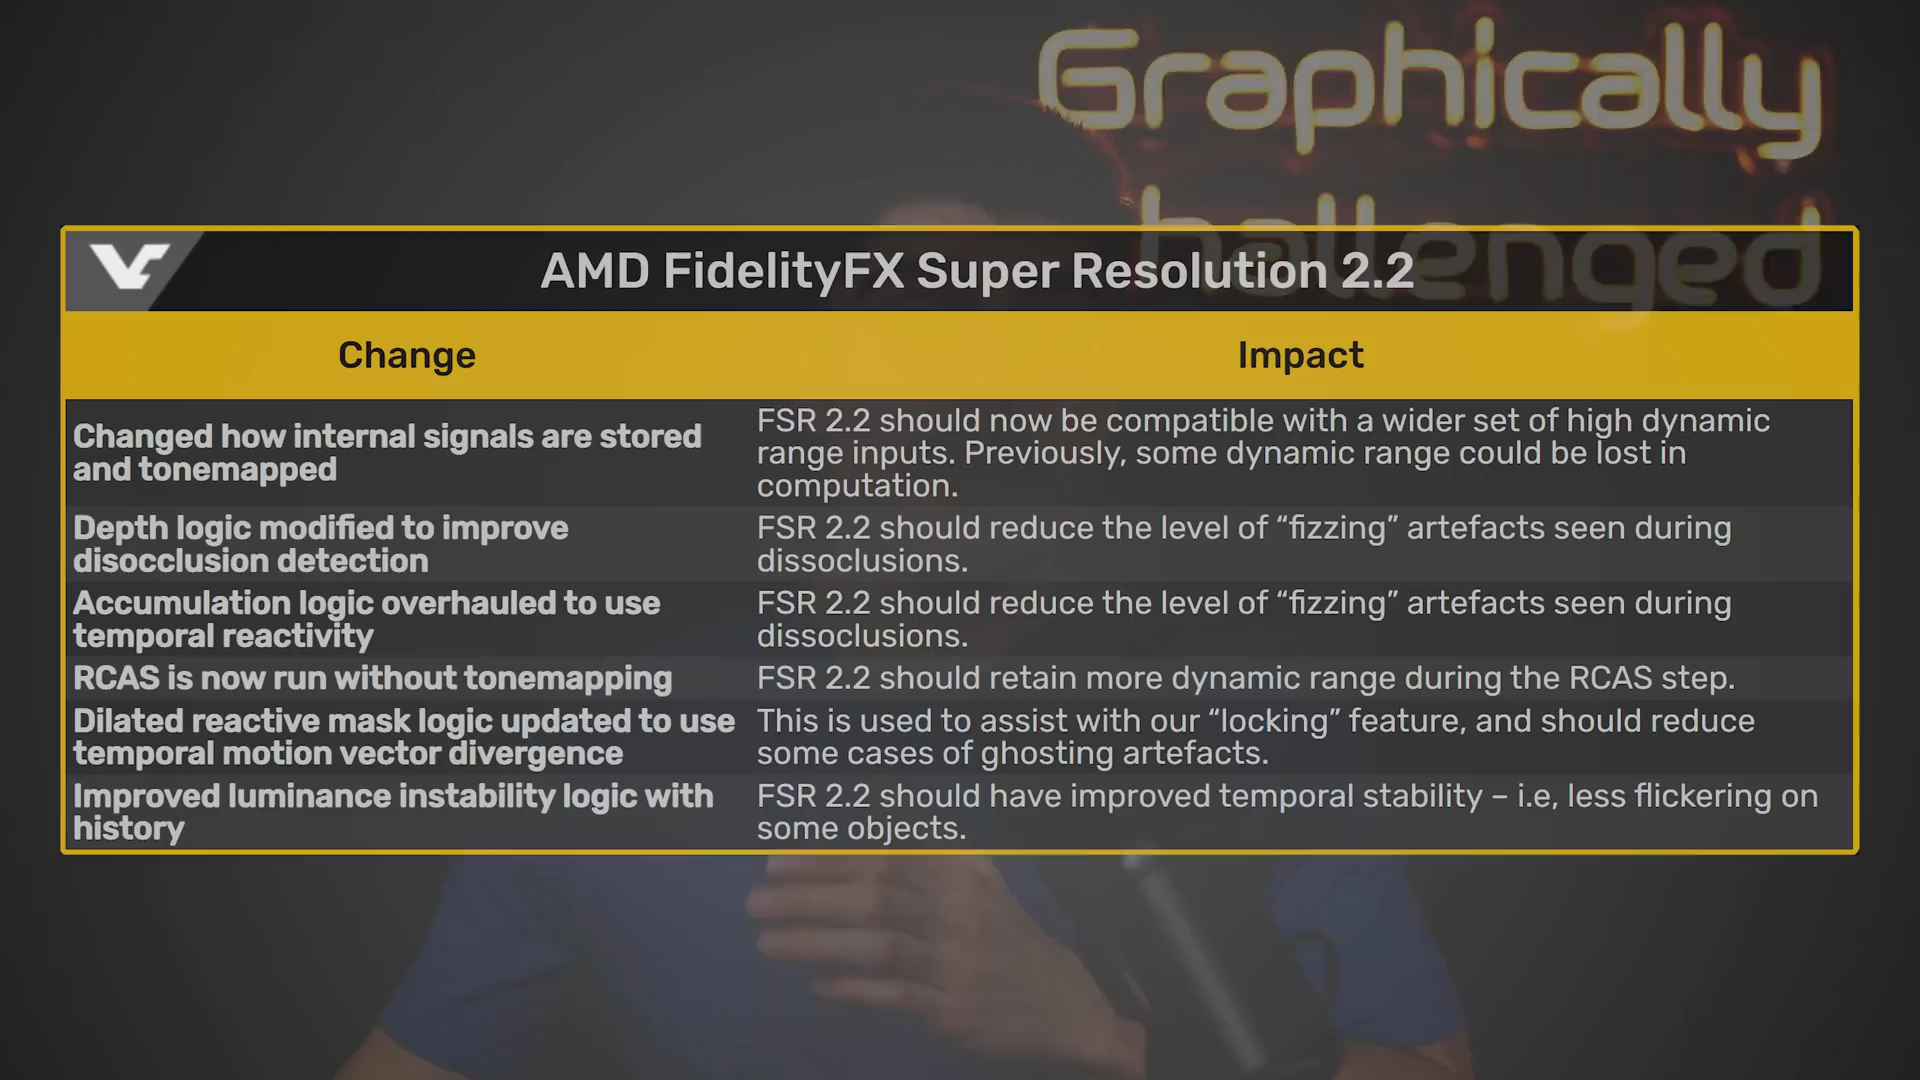 Graphically
hallenged
AMD FidelityFX Super Resolution 2.2
Change
Impact
Changed how internal signals are stored
and tonemapped
FSR 2.2 should now be compatible with a wider set of high dynamic
range inputs. Previously, some dynamic range could be lost in
computation.
Depth logic modified to improve
disocclusion detection
FSR 2.2 should reduce the level of “fizzing” artefacts seen during
dissoclusions.
Accumulation logic overhauled to use
temporal reactivity
FSR 2.2 should reduce the level of “fizzing” artefacts seen during
dissoclusions.
RCAS is now run without tonemapping
FSR 2.2 should retain more dynamic range during the RCAS step.
Dilated reactive mask logic updated to use
temporal motion vector divergence
This is used to assist with our “locking” feature, and should reduce
some cases of ghosting artefacts.
Improved luminance instability logic with
history
FSR 2.2 should have improved temporal stability – i.e, less flickering on
some objects.